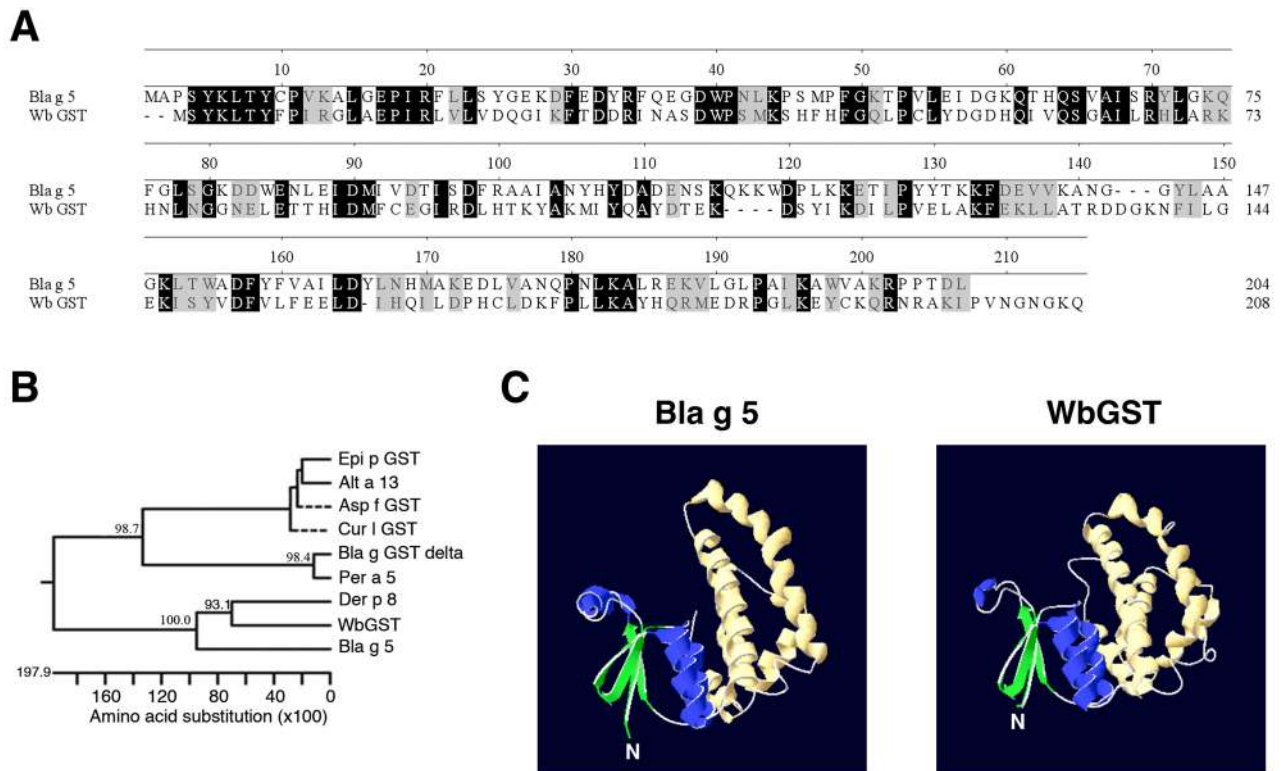 A
10 20 30 40 50 60 70
Bla g 5 MAPSYKLTYCPVKALGEPIRFLLSYGEKDFEDYRFQEGDWPNLKPSMPFGKTPVLEIDGKQTHQSVAISRYLGKQ 75
Wb GST --MSYKLTYFPIRGLAEPIRLVLVDQGIKFTDDRINASDWPSMKSHFHFGQLPCLYDGDHQIVQSGAILRHLARK 73
80 90 100 110 120 130 140 150
Bla g 5 FGLSGKDDWENLEIDMIVDTISDFRAAIANYHYDADENSKQKKWDPLKKETIPYYTKKFDEVVKANG---GYLAA 147
Wb GST HNLNGGNELETTHIDMFCEGIRDLHTKYAKMIYQAYDTEK----DSYIKDILPVELAKFEKLLATRDDGKNFILG 144
160 170 180 190 200 210
Bla g 5 GKLTWADFYFVAILDYLNHMAKEDLVANQPNLKALREKVLGLPAIKAWVAKRPPTDL 204
Wb GST EKISYVDFVLFEELD-IHQILDPHCLDKFPLLKAYHQRMEDRPGLKEYCKQRNRAKIPVNGNGKQ 208
B
Epi p GST
Alt a 13
Asp f GST
Cur l GST
98.7
98.4
Bla g GST delta
Per a 5
Der p 8
93.1
100.0
WbGST
Bla g 5
197.9
160 120 80 40 0
Amino acid substitution (x100)
C
Bla g 5
WbGST
N
N